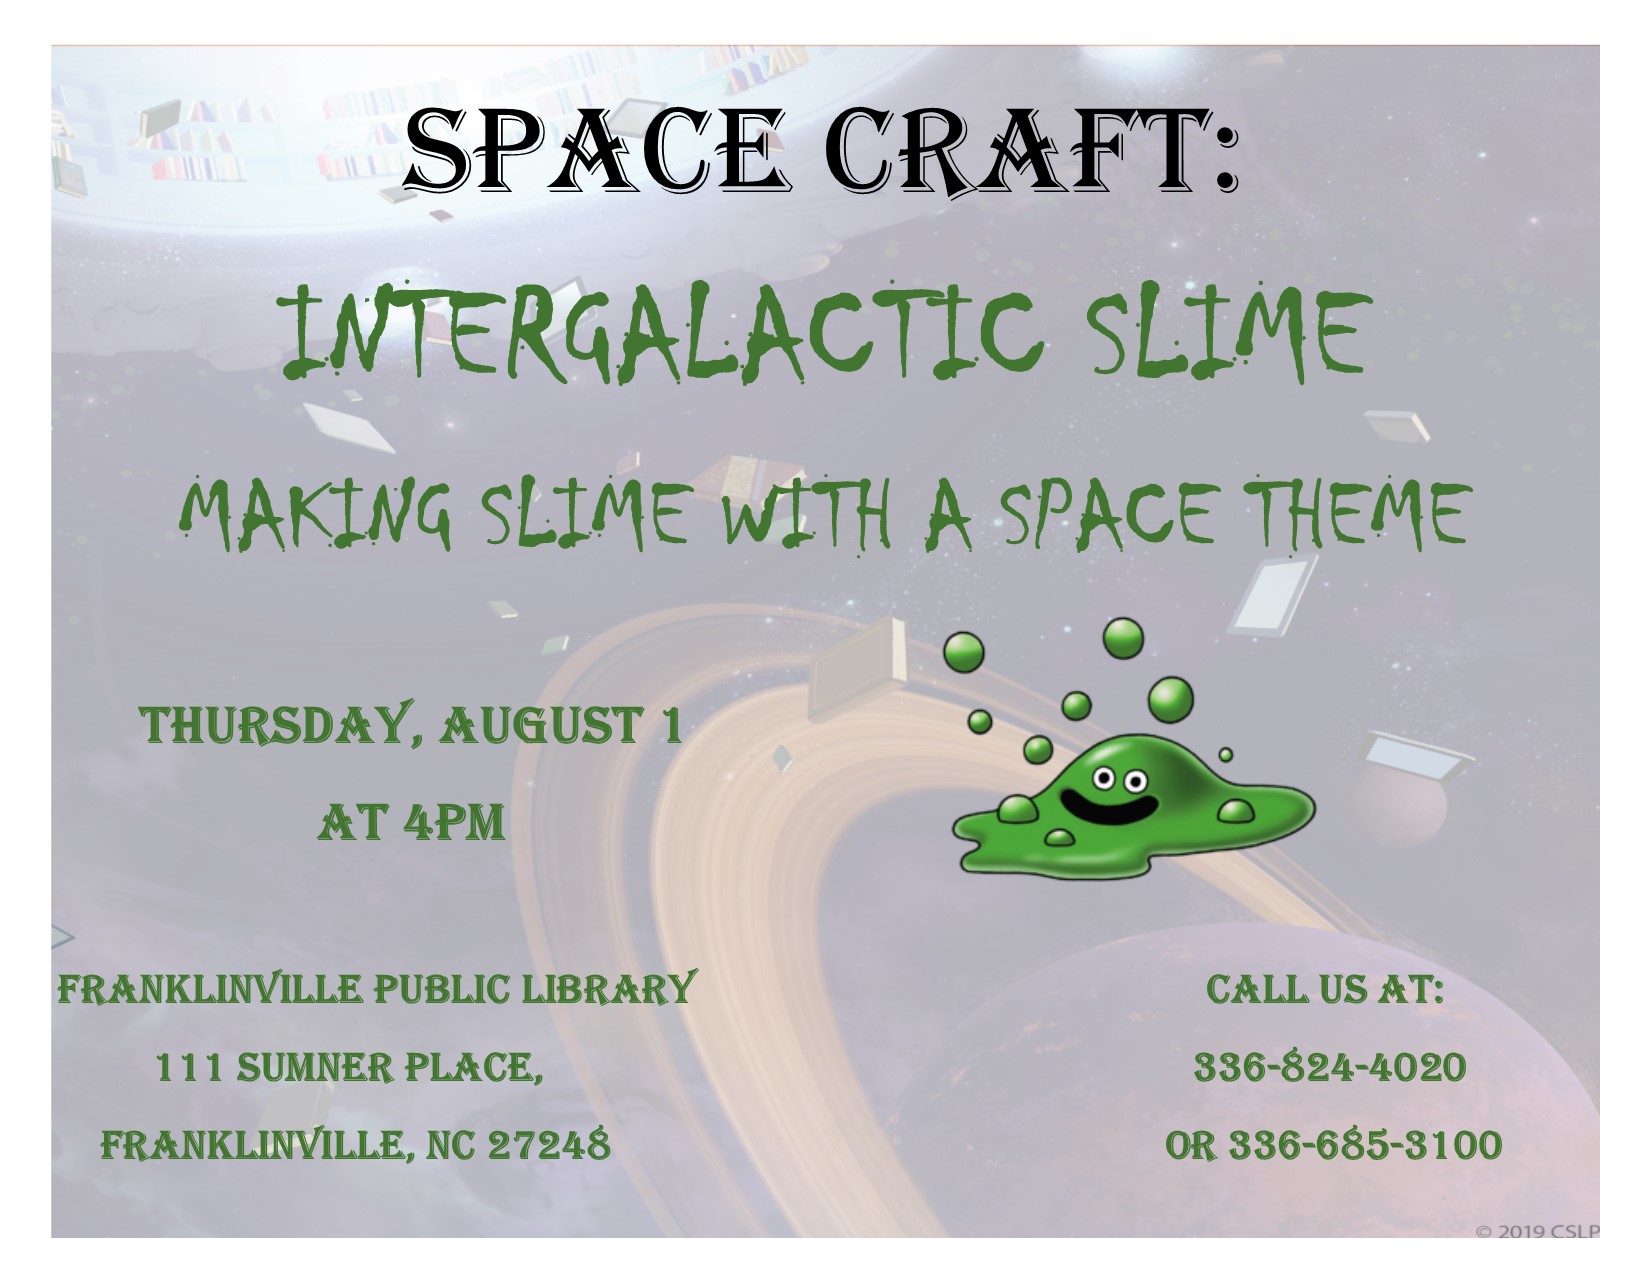 SPACE CRAFT:
INTERGALACTIC SLIME
MAKING SLIME WITH A SPACE THEME
THURSDAY, AUGUST 1
AT 4PM
FRANKLINVILLE PUBLIC LIBRARY
111 SUMNER PLACE,
FRANKLINVILLE, NC 27248
CALL US AT:
336-824-4020
OR 336-685-3100
© 2019 CSLP